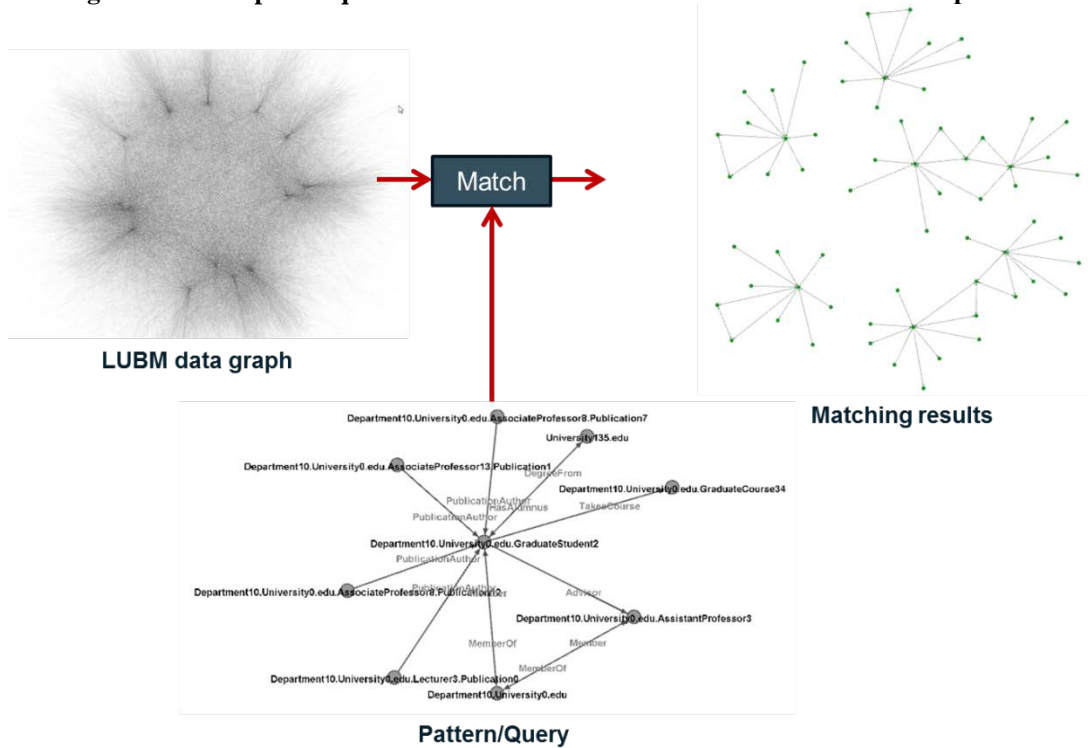 Match
LUBM data graph
Matching results
Department10.University0.edu.AssociateProfessor8.Publication7
University135.edu
Department10.University0.edu.AssociateProfessor13.Publication1
DegreeFrom
Department10.University0.edu.GraduateCourse34
PublicationAuthor
HasAlumnus
TakesCourse
PublicationAuthor
Department10.University0.edu.GraduateStudent2
PublicationAuthor
PublicationAuthor
Advisor
Department10.University0.edu.AssociateProfessor8.Publication12
Department10.University0.edu.AssistantProfessor3
MemberOf
Member
MemberOf
Department10.University0.edu.Lecturer3.Publication0
Department10.University0.edu
Pattern/Query